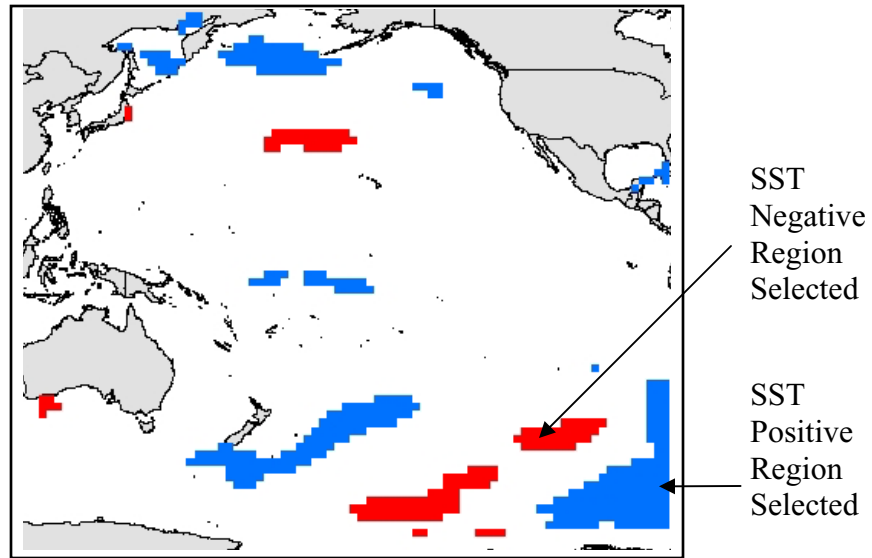 SST
Negative
Region
Selected
SST
Positive
Region
Selected